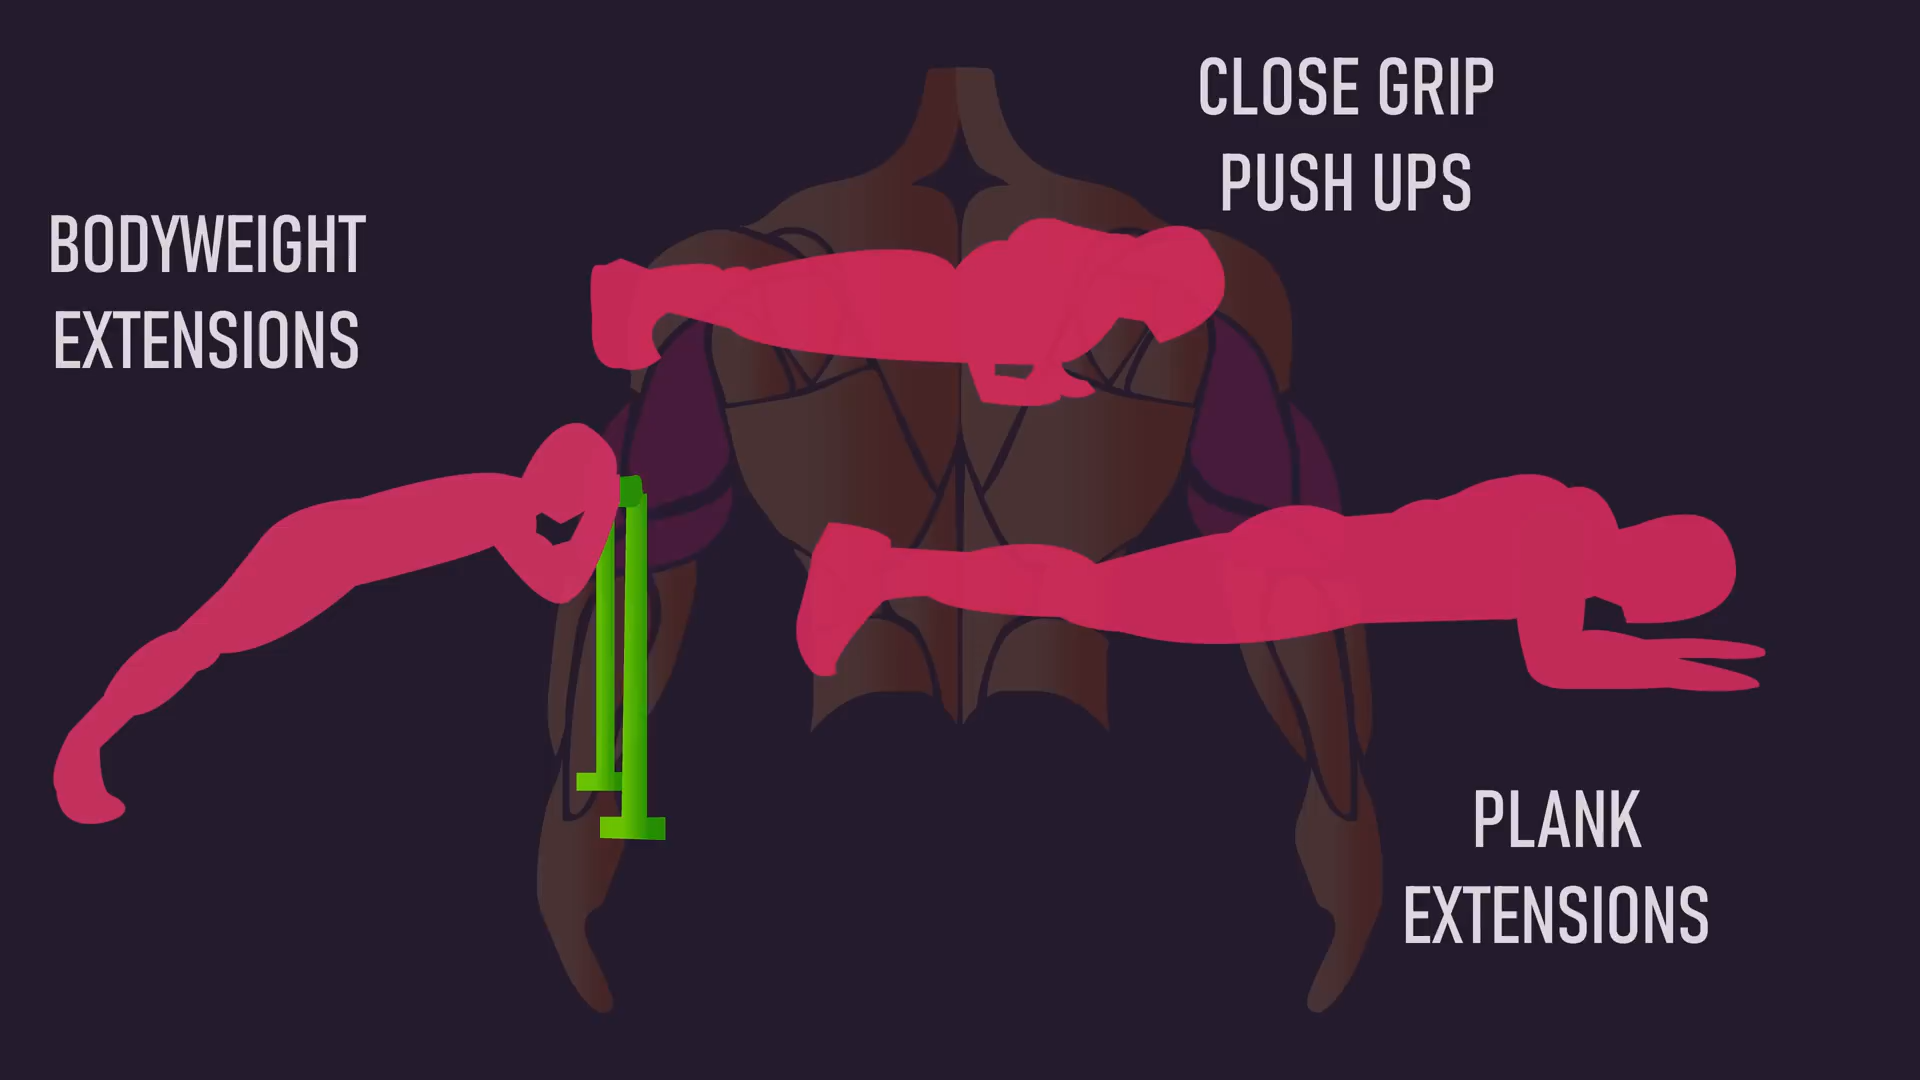 CLOSE GRIP
PUSH UPS
BODYWEIGHT
EXTENSIONS
PLANK
EXTENSIONS